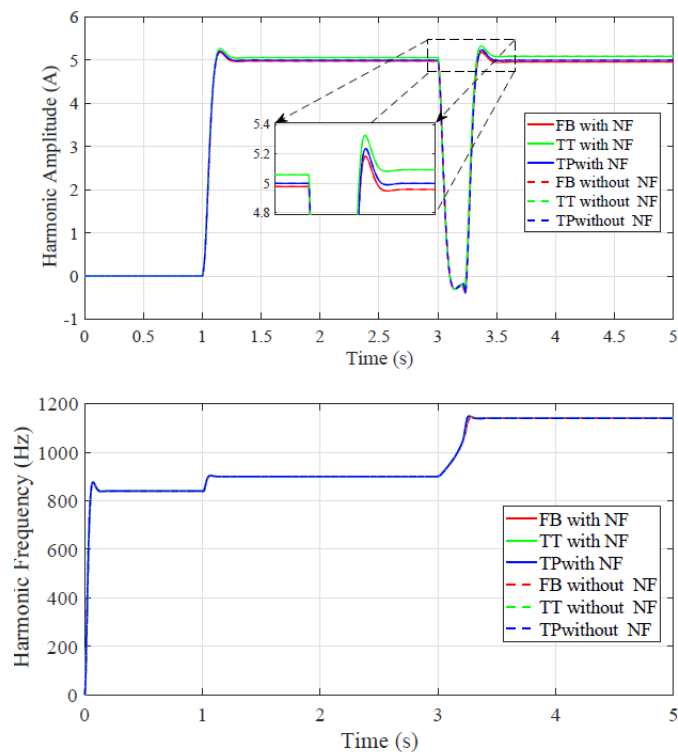 6
5
4
3
2
1
0
-1
Harmonic Amplitude (A)
5.4
5.2
5
4.8
FB with NF
TT with NF
TPwith NF
FB without NF
TT without NF
TPwithout NF
0 0.5 1 1.5 2 2.5 3 3.5 4 4.5 5
Time (s)
1200
1000
800
600
400
200
0
Harmonic Frequency (Hz)
FB with NF
TT with NF
TPwith NF
FB without NF
TT without NF
TPwithout NF
0 1 2 3 4 5
Time (s)